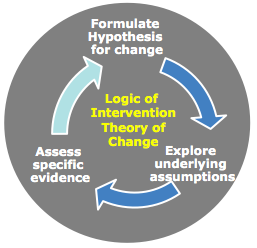 Formulate
Hypothesis
for change
Logic of
Intervention
Theory of
Change
Explore
underlying
assumptions
Assess
specific
evidence